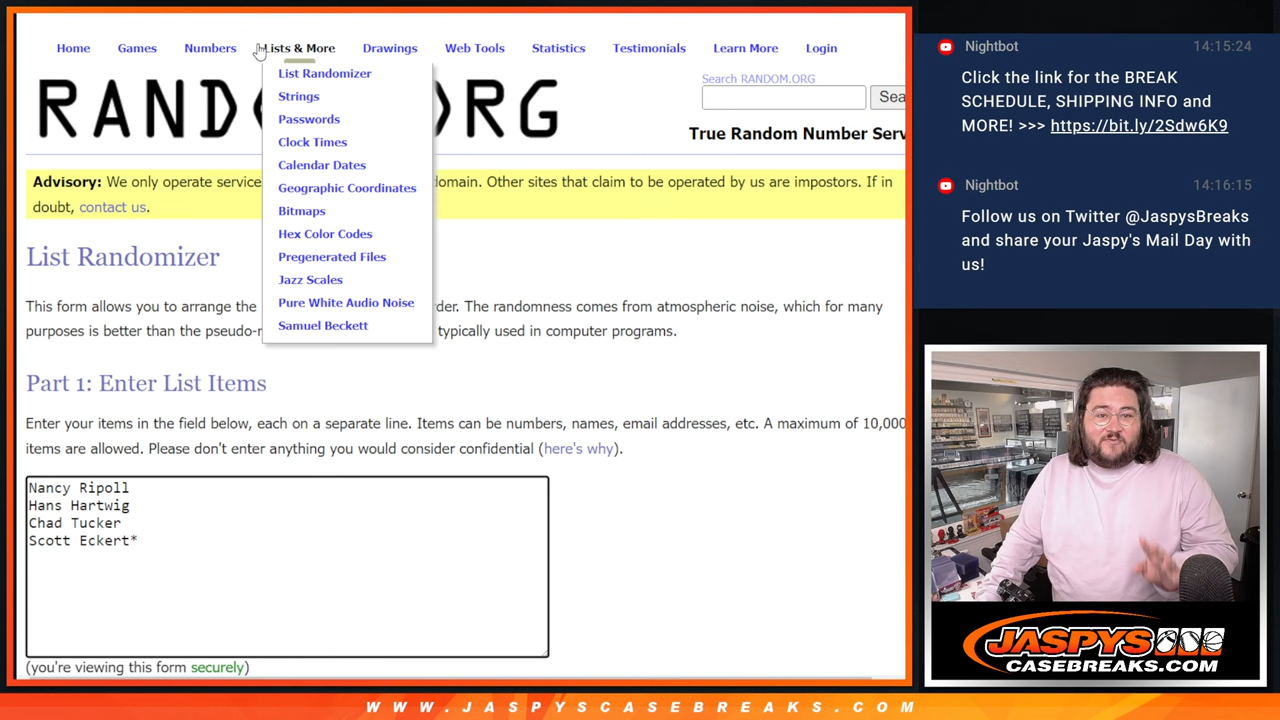 Home Games Numbers Lists & More Drawings Web Tools Statistics Testimonials Learn More Login
List Randomizer
Strings
Passwords
Clock Times
Calendar Dates
Geographic Coordinates
Bitmaps
Hex Color Codes
Pregenerated Files
Jazz Scales
Pure White Audio Noise
Samuel Beckett
RAND ORG
Search RANDOM.ORG
Sea
True Random Number Serv
Advisory: We only operate service omain. Other sites that claim to be operated by us are impostors. If in
doubt, contact us.
List Randomizer
This form allows you to arrange the rder. The randomness comes from atmospheric noise, which for many
purposes is better than the pseudo-r typically used in computer programs.
Part 1: Enter List Items
Enter your items in the field below, each on a separate line. Items can be numbers, names, email addresses, etc. A maximum of 10,000
items are allowed. Please don't enter anything you would consider confidential (here's why).
Nancy Ripoll
Hans Hartwig
Chad Tucker
Scott Eckert*
(you're viewing this form securely)
Nightbot 14:15:24
Click the link for the BREAK
SCHEDULE, SHIPPING INFO and
MORE! >>> https://bit.ly/2Sdw6K9
Nightbot 14:16:15
Follow us on Twitter @JaspysBreaks
and share your Jaspy's Mail Day with
us!
JASPYS
CASEBREAKS.COM
WWW.JASPYSCASEBREAKS.COM